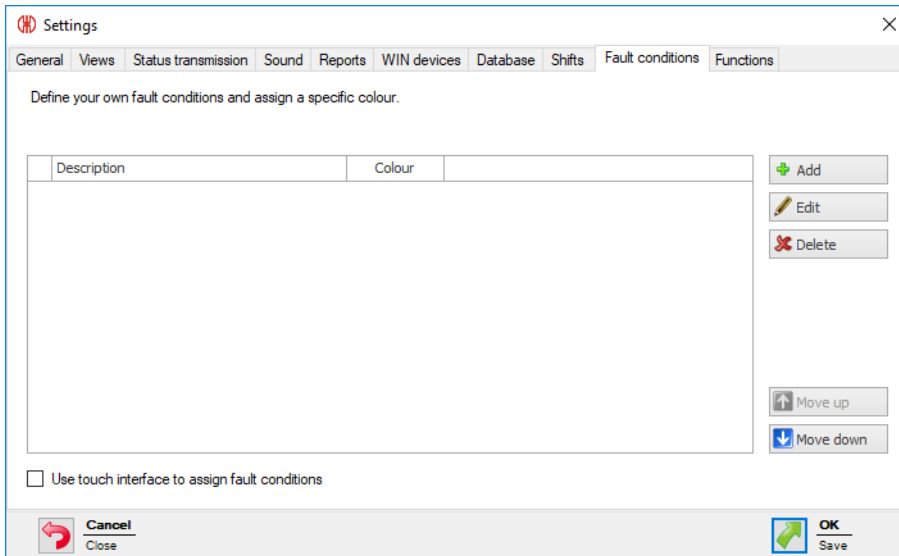 Settings
General Views Status transmission Sound Reports WIN devices Database Shifts Fault conditions Functions
Define your own fault conditions and assign a specific colour.
Description Colour
Add
Edit
Delete
Move up
Move down
Use touch interface to assign fault conditions
Cancel OK
Close Save